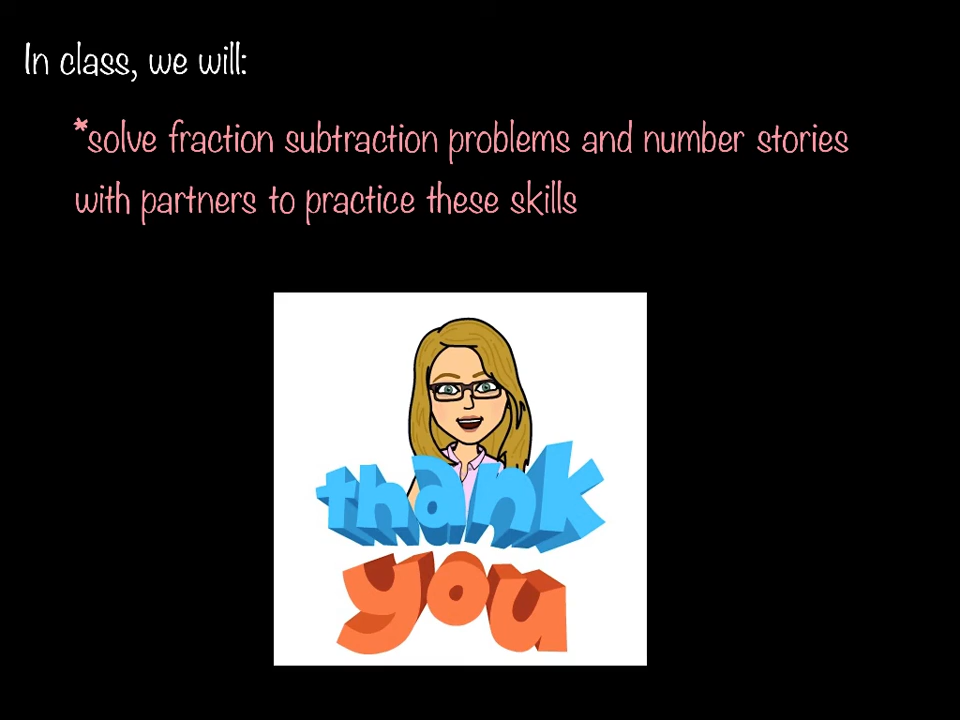 In class, we will:
*solve fraction subtraction problems and number stories
with partners to practice these skills
thank
you